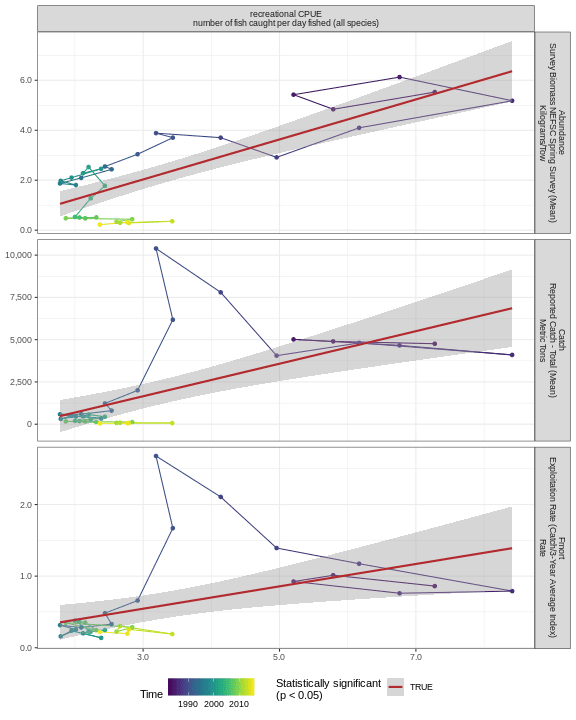 recreational CPUE
number of fish caught per day fished (all species)
6.0
4.0
2.0
0.0
Abundance
Survey Biomass NEFSC Spring Survey (Mean)
Kilograms/tow
10,000
7,500
5,000
2,500
0
Catch
Reported Catch - Total (Mean)
Metric Tons
2.0
1.0
0.0
Fmort
Exploitation Rate (Catch/3-Year Average Index)
Rate
3.0
5.0
7.0
Time
1990
2000
2010
Statistically significant
(p < 0.05)
TRUE